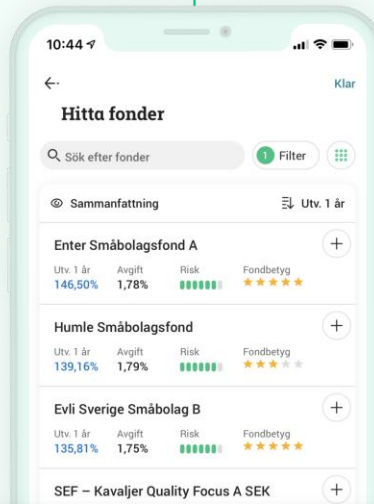 10:44
Klar
Hitta fonder
Sök efter fonder
1 Filter
Sammanfattning Utv. 1 år
Enter Småbolagsfond A
Utv. 1 år Avgift Risk Fondbetyg
146,50% 1,78%
Humle Småbolagsfond
Utv. 1 år Avgift Risk Fondbetyg
139,16% 1,79%
Evli Sverige Småbolag B
Utv. 1 år Avgift Risk Fondbetyg
135,81% 1,75%
SEF – Kavaljer Quality Focus A SEK